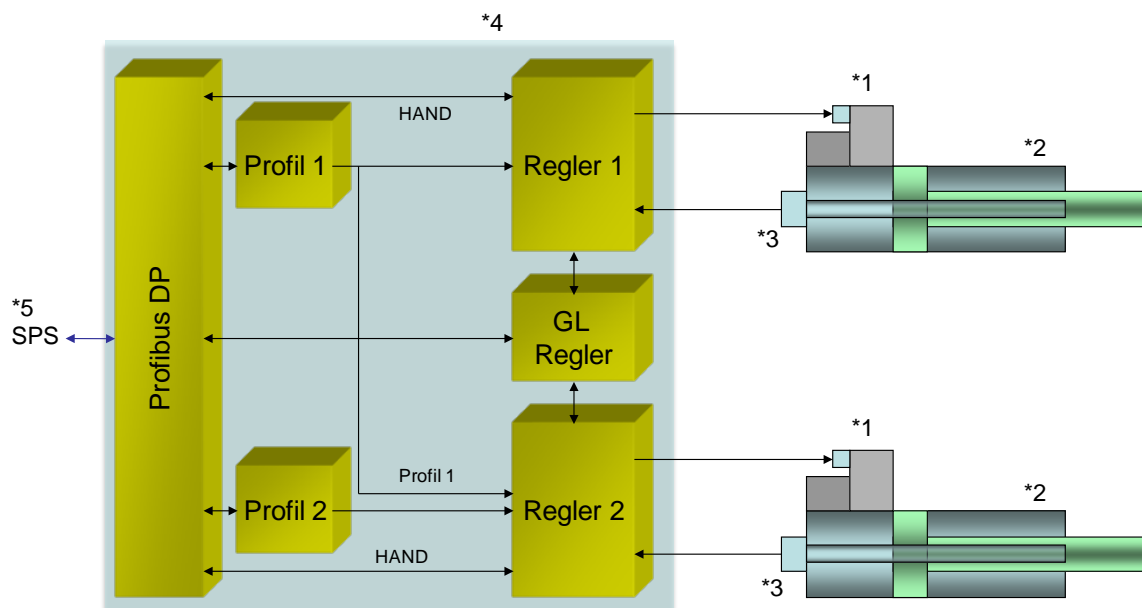 *4
*1
HAND
Profil 1
Regler 1
*2
*3
*5
SPS
Profibus DP
GL
Regler
*1
Profil 1
*2
Profil 2
Regler 2
HAND
*3